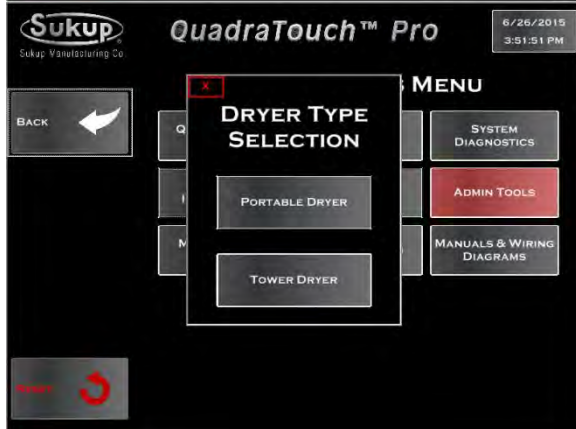 Sukup®
Sukup Manufacturing Co.
QuadraTouch™ Pro
6/26/2015
3:51:51 PM
MENU
X
BACK
DRYER TYPE
SELECTION
SYSTEM
DIAGNOSTICS
PORTABLE DRYER
ADMIN TOOLS
MANUALS & WIRING
DIAGRAMS
TOWER DRYER